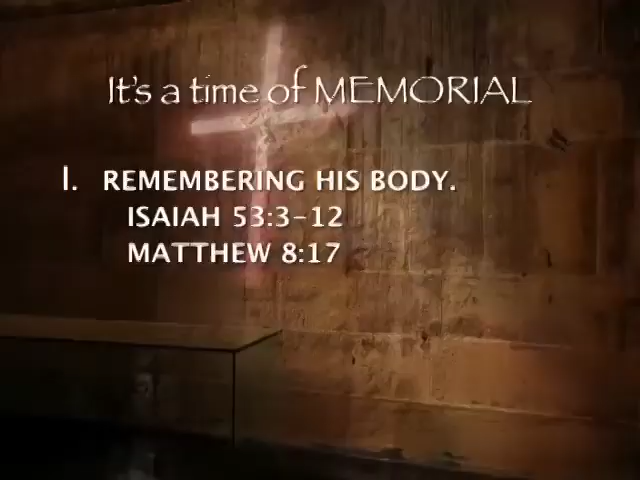 It's a time of MEMORIAL
I. REMEMBERING HIS BODY.
ISAIAH 53:3-12
MATTHEW 8:17